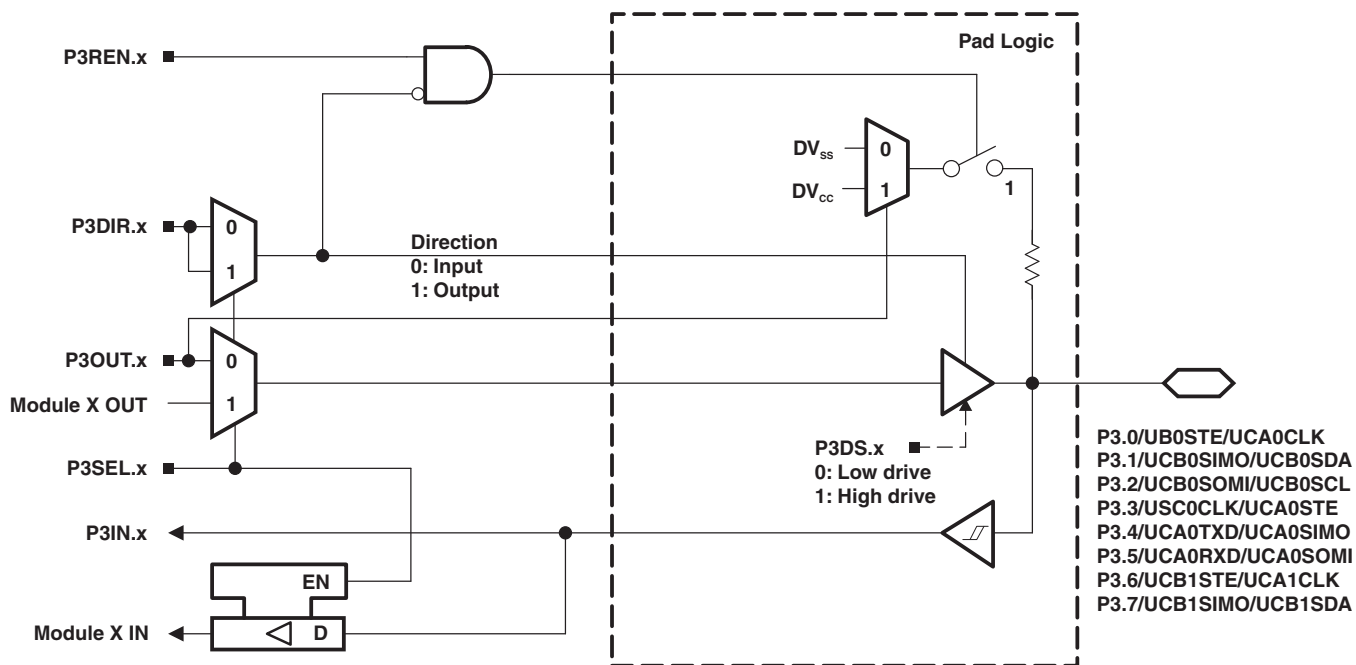 Pad Logic
P3REN.x
DVss
0
DVcc
1
1
P3DIR.x
0
1
Direction
0: Input
1: Output
P3OUT.x
0
Module X OUT
1
P3SEL.x
P3DS.x
0: Low drive
1: High drive
P3IN.x
EN
D
Module X IN
P3.0/UB0STE/UCA0CLK
P3.1/UCB0SIMO/UCB0SDA
P3.2/UCB0SOMI/UCB0SCL
P3.3/USC0CLK/UCA0STE
P3.4/UCA0TXD/UCA0SIMO
P3.5/UCA0RXD/UCA0SOMI
P3.6/UCB1STE/UCA1CLK
P3.7/UCB1SIMO/UCB1SDA